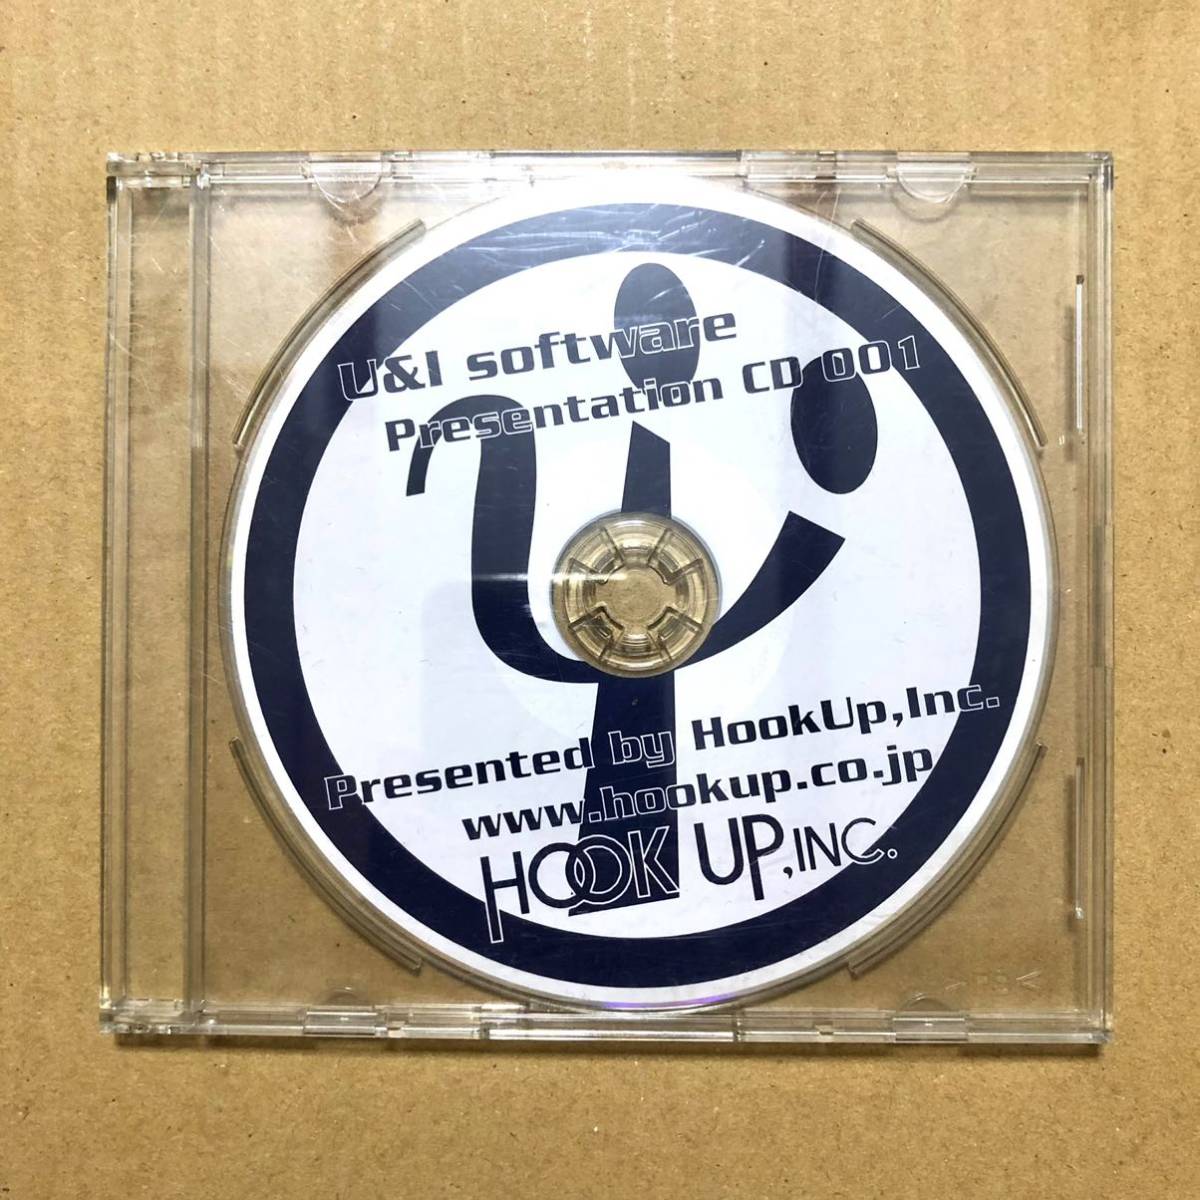 U&I software
Presentation CD 001
Presented by HookUp,Inc.
www.hookup.co.jp
HOOK UP,INC.